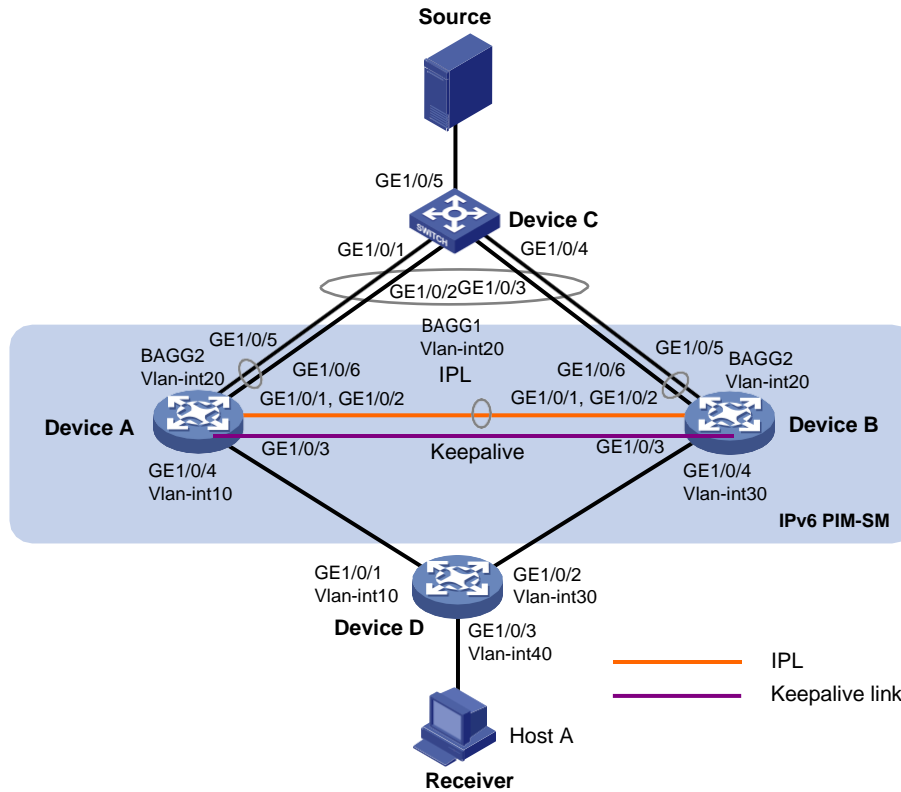 Source
GE1/0/5
SWITCH
Device C
GE1/0/1
GE1/0/4
GE1/0/2
GE1/0/3
BAGG1
Vlan-int20
IPL
GE1/0/5
BAGG2
Vlan-int20
GE1/0/6
GE1/0/1, GE1/0/2
GE1/0/6
GE1/0/5
BAGG2
Vlan-int20
GE1/0/1, GE1/0/2
Device A
Device B
GE1/0/3
Keepalive
GE1/0/3
GE1/0/4
Vlan-int10
GE1/0/4
Vlan-int30
IPv6 PIM-SM
GE1/0/1
Vlan-int10
GE1/0/2
Vlan-int30
Device D
GE1/0/3
Vlan-int40
IPL
Keepalive link
Host A
Receiver